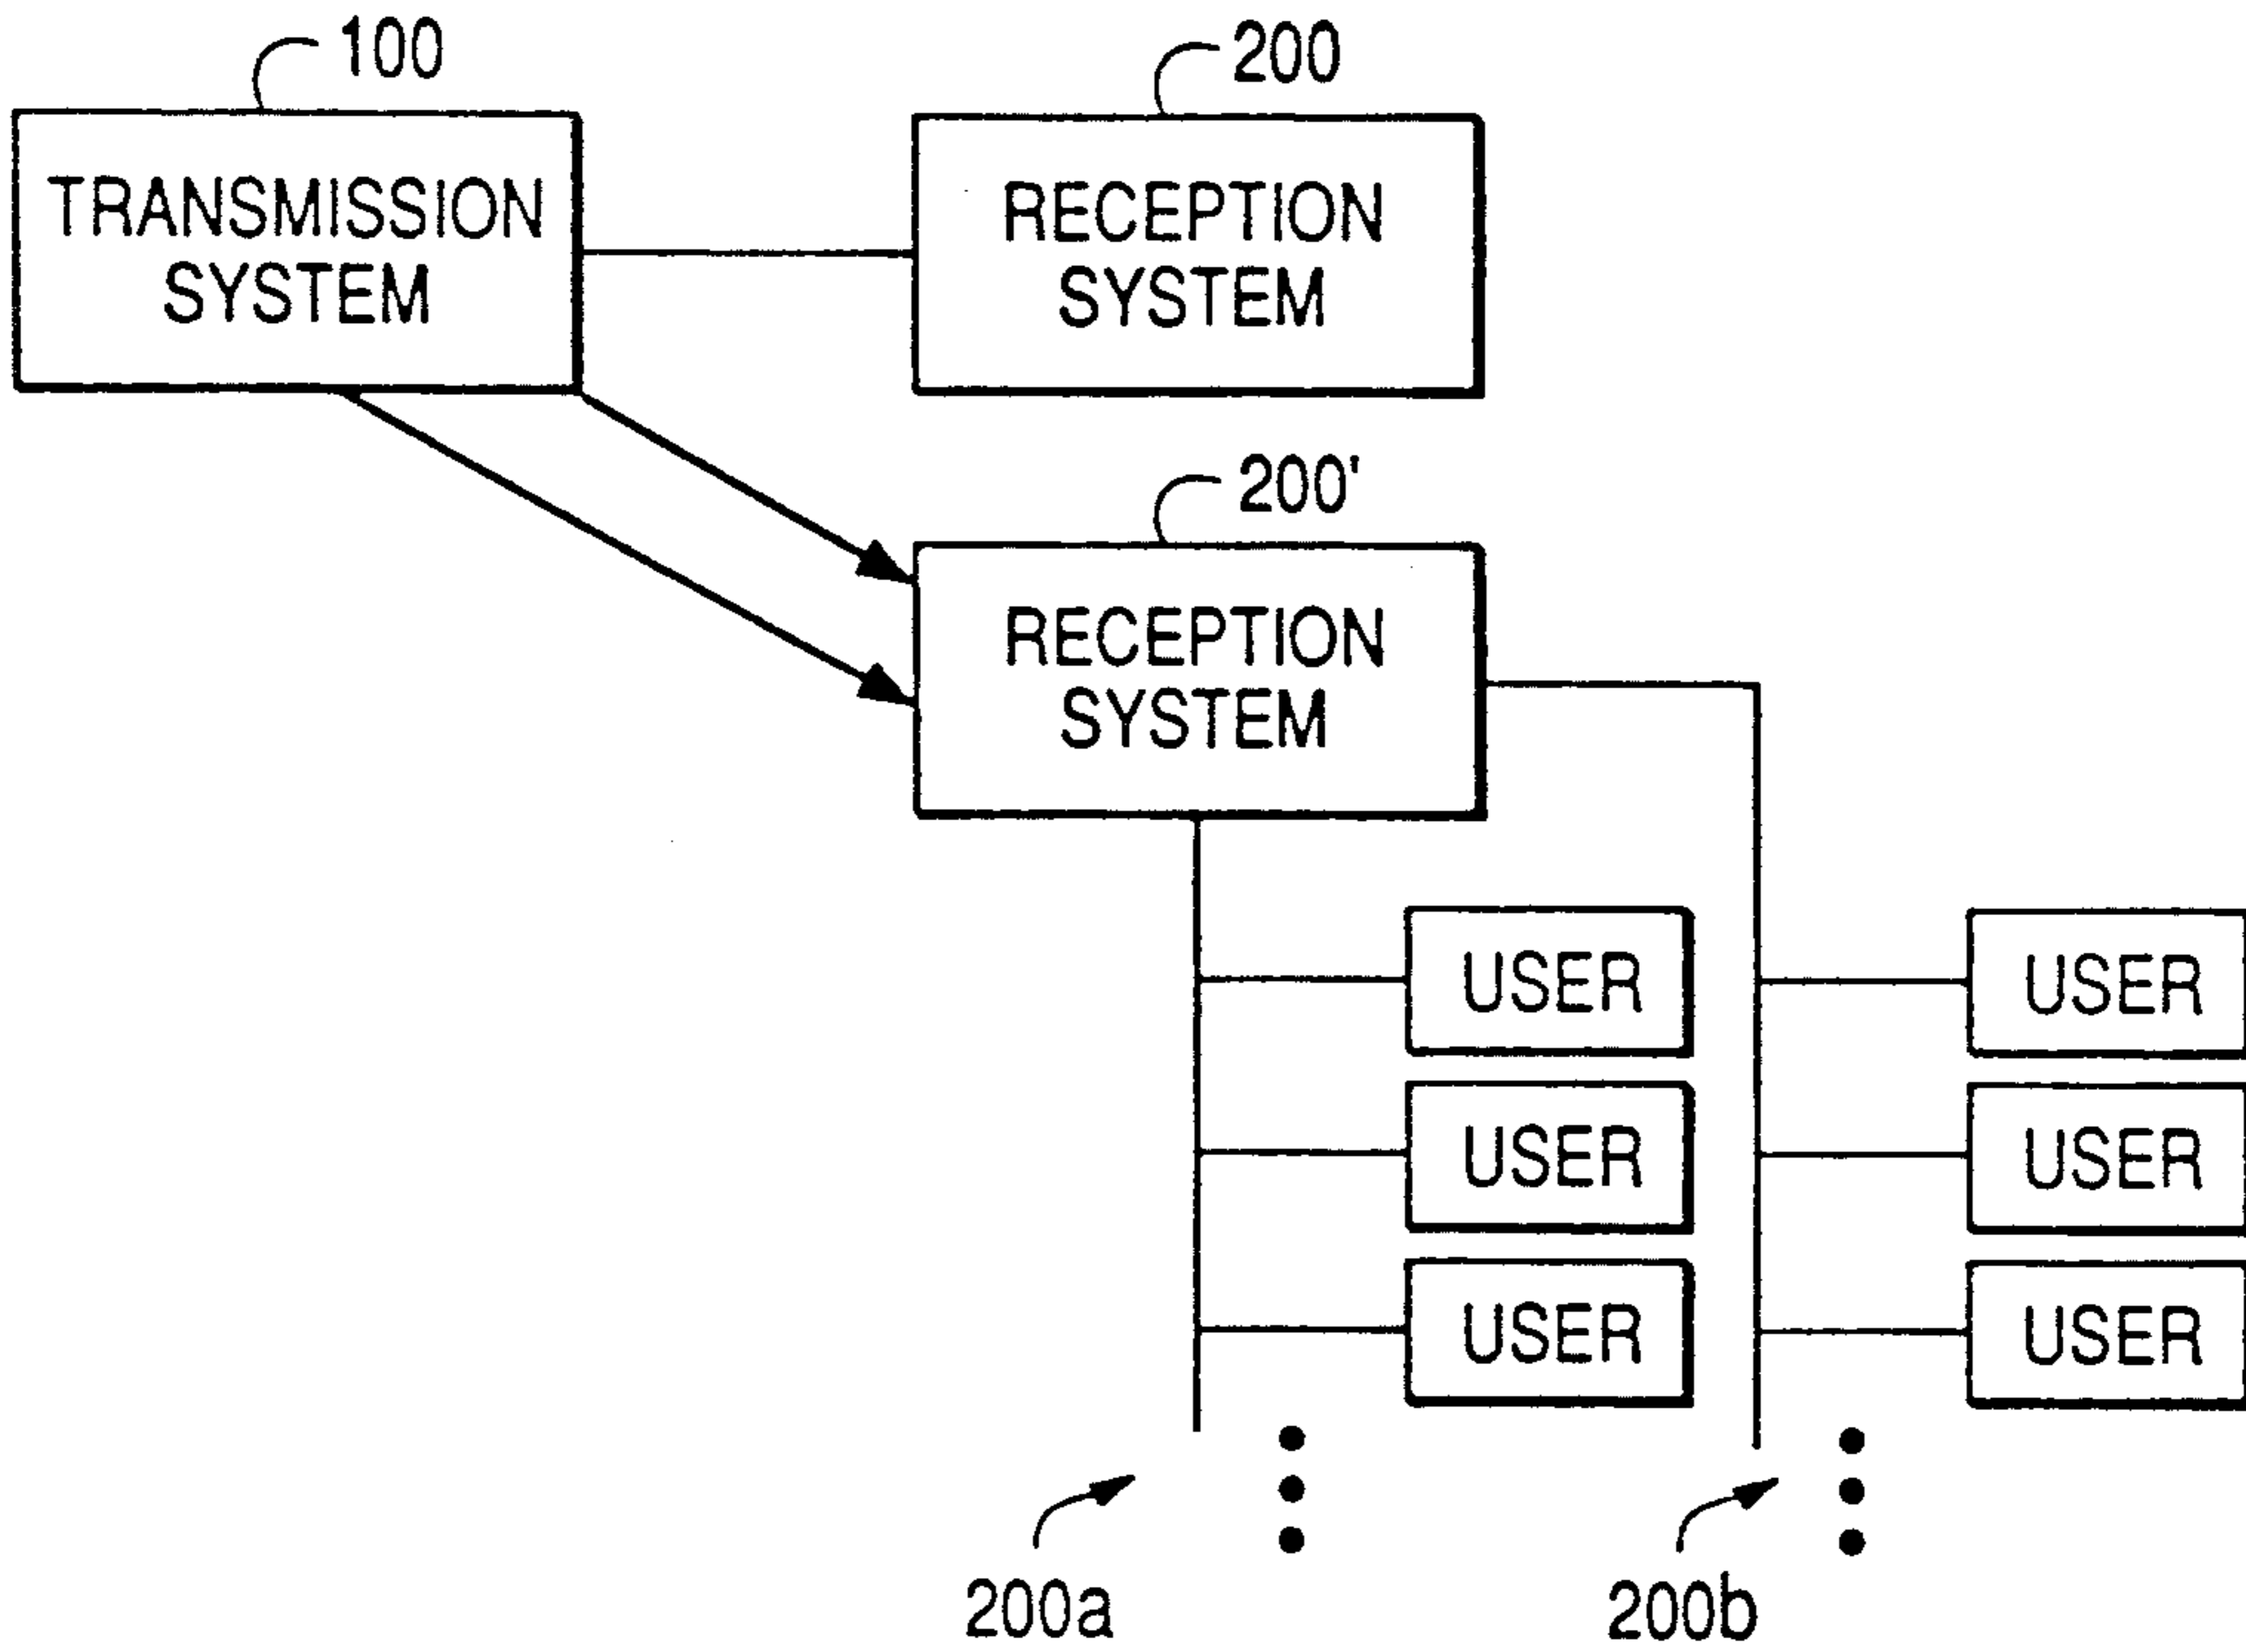 100
200
TRANSMISSION
SYSTEM
RECEPTION
SYSTEM
200'
RECEPTION
SYSTEM
USER
USER
USER
USER
USER
USER
200a
200b